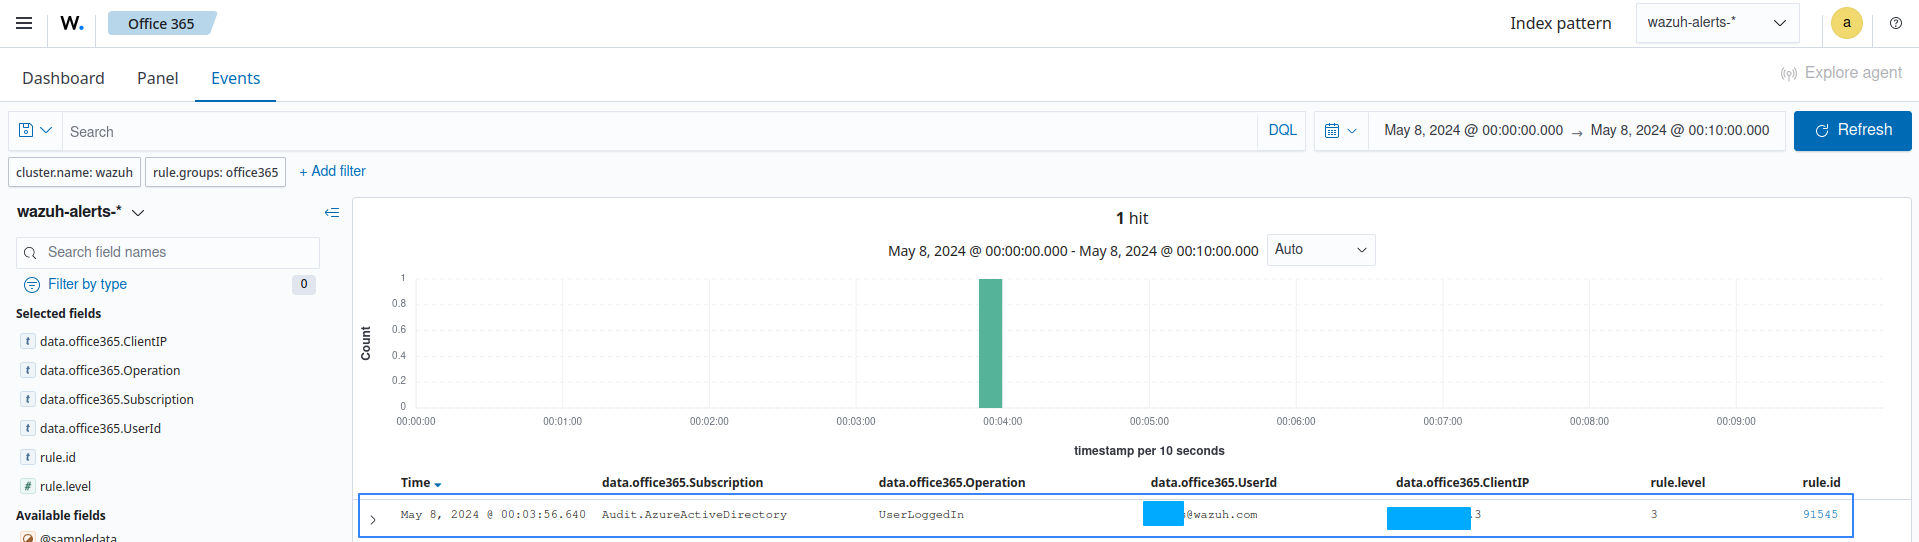 W. Office 365 Index pattern wazuh-alerts-* a
Dashboard Panel Events Explore agent
Search DQL May 8, 2024 @ 00:00:00.000 → May 8, 2024 @ 00:10:00.000 Refresh
cluster.name: wazuh rule.groups: office365 + Add filter
wazuh-alerts-*
1 hit
Search field names
May 8, 2024 @ 00:00:00.000 - May 8, 2024 @ 00:10:00.000 Auto
Filter by type 0
Selected fields
t data.office365.ClientIP
t data.office365.Operation
t data.office365.Subscription
t data.office365.UserId
t rule.id
# rule.level
Available fields
@sampledata
Count
1
0.8
0.6
0.4
0.2
0
00:00:00 00:01:00 00:02:00 00:03:00 00:04:00 00:05:00 00:06:00 00:07:00 00:08:00 00:09:00
timestamp per 10 seconds
Time data.office365.Subscription data.office365.Operation data.office365.UserId data.office365.ClientIP rule.level rule.id
May 8, 2024 @ 00:03:56.640 Audit.AzureActiveDirectory UserLoggedIn @wazuh.com .3 3 91545